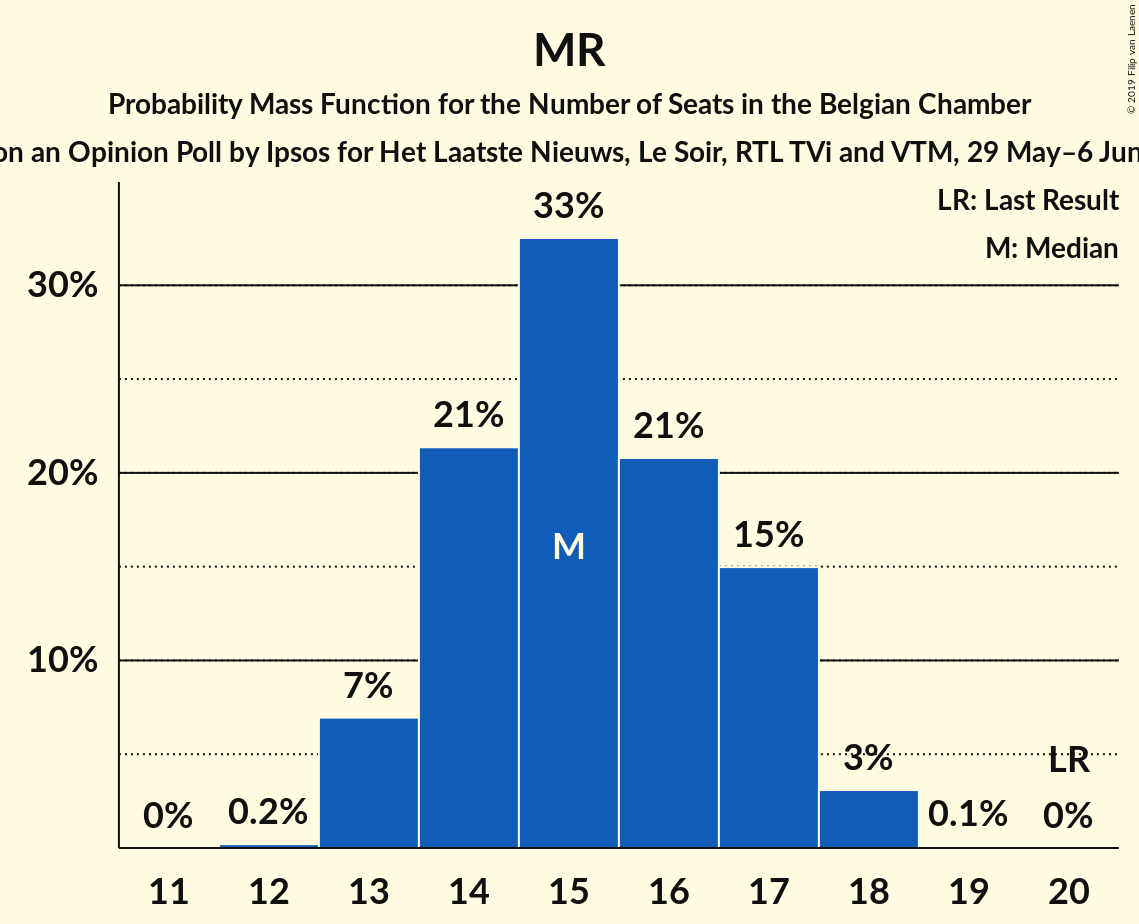 MR
Probability Mass Function for the Number of Seats in the Belgian Chamber
on an Opinion Poll by Ipsos for Het Laatste Nieuws, Le Soir, RTL TVi and VTM, 29 May–6 Jun
© 2019 Filip van Laenen
LR: Last Result
M: Median
33%
30%
21%
21%
20%
15%
M
10%
7%
3%
LR
0%
0.2%
0.1%
0%
11 12 13 14 15 16 17 18 19 20